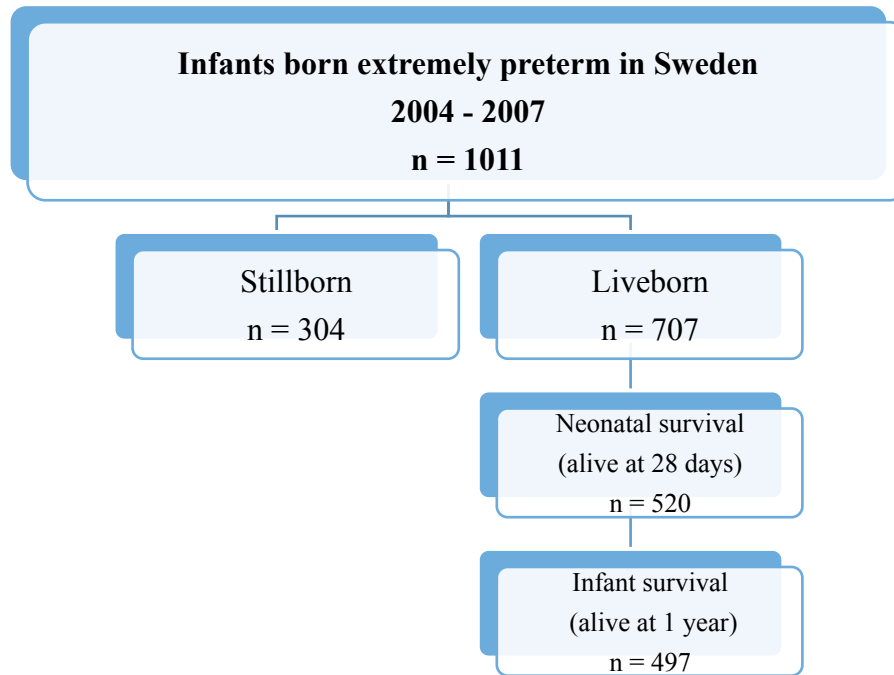 Infants born extremely preterm in Sweden
2004 - 2007
n = 1011
Stillborn
n = 304
Liveborn
n = 707
Neonatal survival
(alive at 28 days)
n = 520
Infant survival
(alive at 1 year)
n = 497